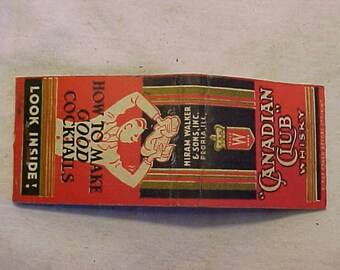 "CANADIAN
CLUB"
WHISKY
W
HIRAM WALKER
& SONS, INC.
PEORIA, ILL.
HOW TO MAKE
GOOD
COCKTAILS
LOOK INSIDE!